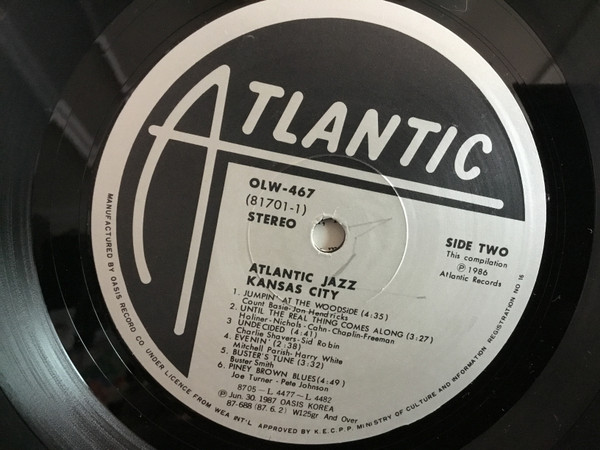 ATLANTIC
OLW-467
(81701-1)
STEREO
SIDE TWO
This compilation
℗ 1986
Atlantic Records
ATLANTIC JAZZ
KANSAS CITY
1. JUMPIN' AT THE WOODSIDE (4:35)
Count Basie-Jon Hendricks
2. UNTIL THE REAL THING COMES ALONG (3:27)
Holiner-Nichols-Cahn-Chaplin-Freeman
3. UNDECIDED (4:41)
Charlie Shavers-Sid Robin
4. EVENIN' (2:38)
Mitchell Parish-Harry White
5. BUSTER'S TUNE (3:32)
Buster Smith
6. PINEY BROWN BLUES (4:49)
Joe Turner-Pete Johnson
8705-L.4477-L.4482
℗ Jun. 30. 1987 OASIS KOREA
87-688 (87.6.2) W125gr And Over
MANUFACTURED BY OASIS RECORD CO. UNDER LICENCE FROM WEA INT'L. APPROVED BY K.E.C.P.P. MINISTRY OF CULTURE AND INFORMATION REGISTRATION NO 16